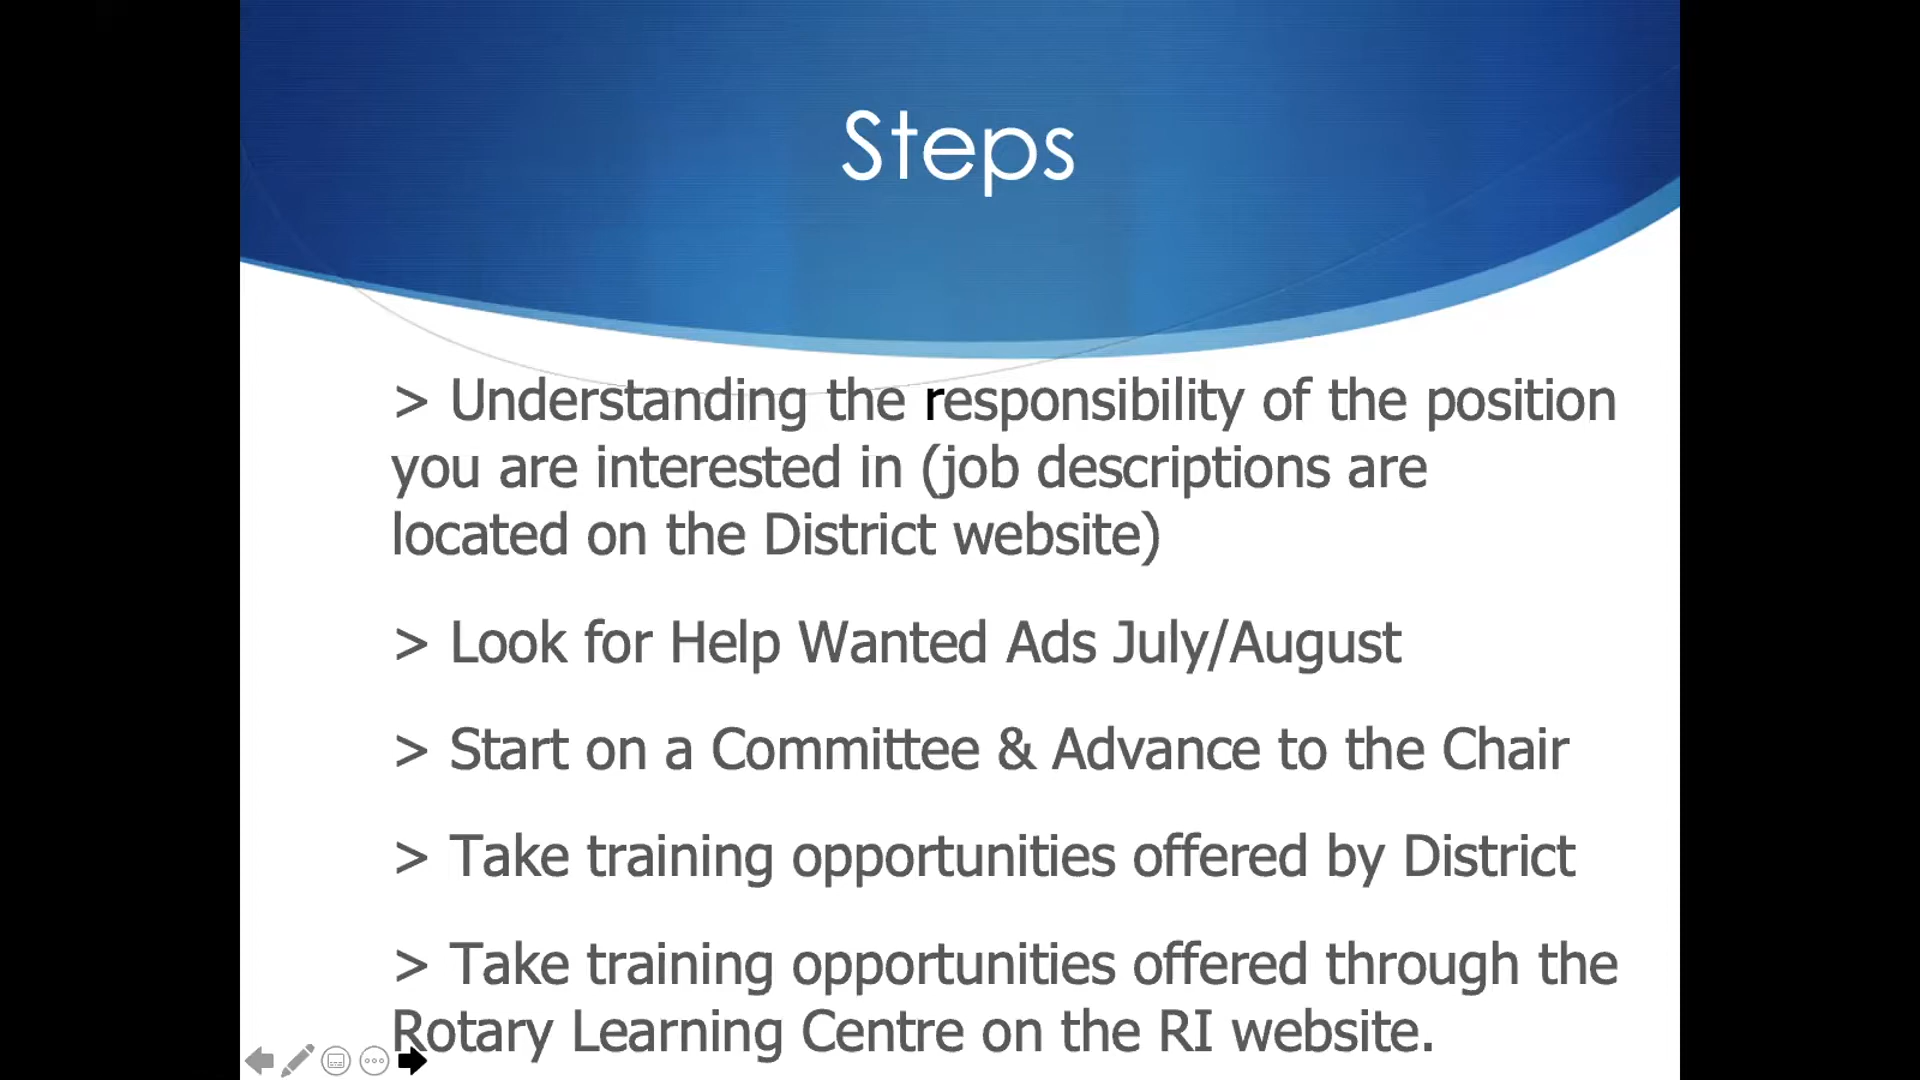 Steps
> Understanding the responsibility of the position
you are interested in (job descriptions are
located on the District website)
> Look for Help Wanted Ads July/August
> Start on a Committee & Advance to the Chair
> Take training opportunities offered by District
> Take training opportunities offered through the
Rotary Learning Centre on the RI website.